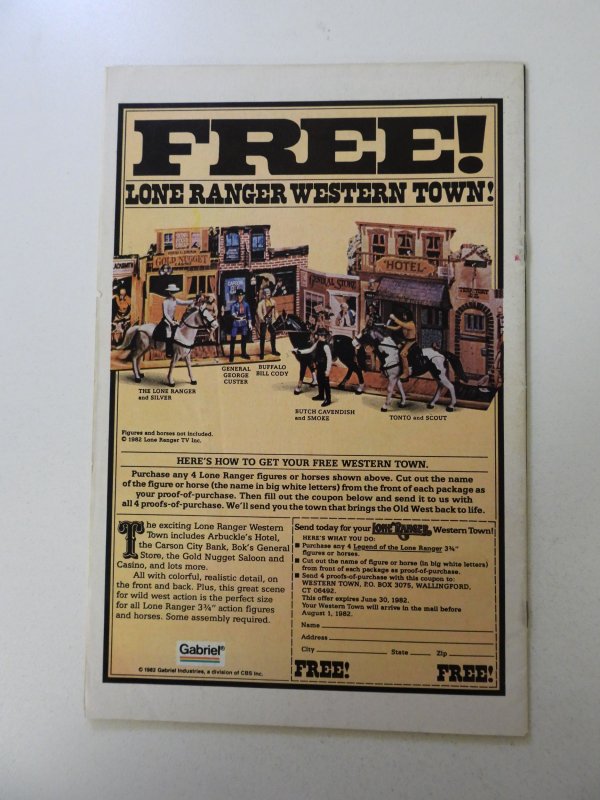 FREE!
LONE RANGER WESTERN TOWN!
BLACKSMITH
GOLD NUGGET
CARSON CITY
GENERAL STORE
HOTEL
THE LONE RANGER
and SILVER
GENERAL
GEORGE
CUSTER
BUFFALO
BILL CODY
BUTCH CAVENDISH
and SMOKE
TONTO and SCOUT
Figures and horses not included.
© 1982 Lone Ranger TV Inc.
HERE'S HOW TO GET YOUR FREE WESTERN TOWN.
Purchase any 4 Lone Ranger figures or horses shown above. Cut out the name
of the figure or horse (the name in big white letters) from the front of each package as
your proof-of-purchase. Then fill out the coupon below and send it to us with
all 4 proofs-of-purchase. We'll send you the town that brings the Old West back to life.
The exciting Lone Ranger Western
Town includes Arbuckle's Hotel,
the Carson City Bank, Bok's General
Store, the Gold Nugget Saloon and
Casino, and lots more.
All with colorful, realistic detail, on
the front and back. Plus, this great scene
for wild west action is the perfect size
for all Lone Ranger 3¾" action figures
and horses. Some assembly required.
Gabriel®
© 1982 Gabriel Industries, a division of CBS Inc.
Send today for your LONE RANGER Western Town!
HERE'S WHAT YOU DO:
■ Purchase any 4 Legend of the Lone Ranger 3¾"
figures or horses.
■ Cut out the name of figure or horse (in big white letters)
from front of each package as proof-of-purchase.
■ Send 4 proofs-of-purchase with this coupon to:
WESTERN TOWN, P.O. BOX 3075, WALLINGFORD,
CT 06492.
This offer expires June 30, 1982.
Your Western Town will arrive in the mail before
August 1, 1982.
Name
Address
City State Zip
FREE! FREE!